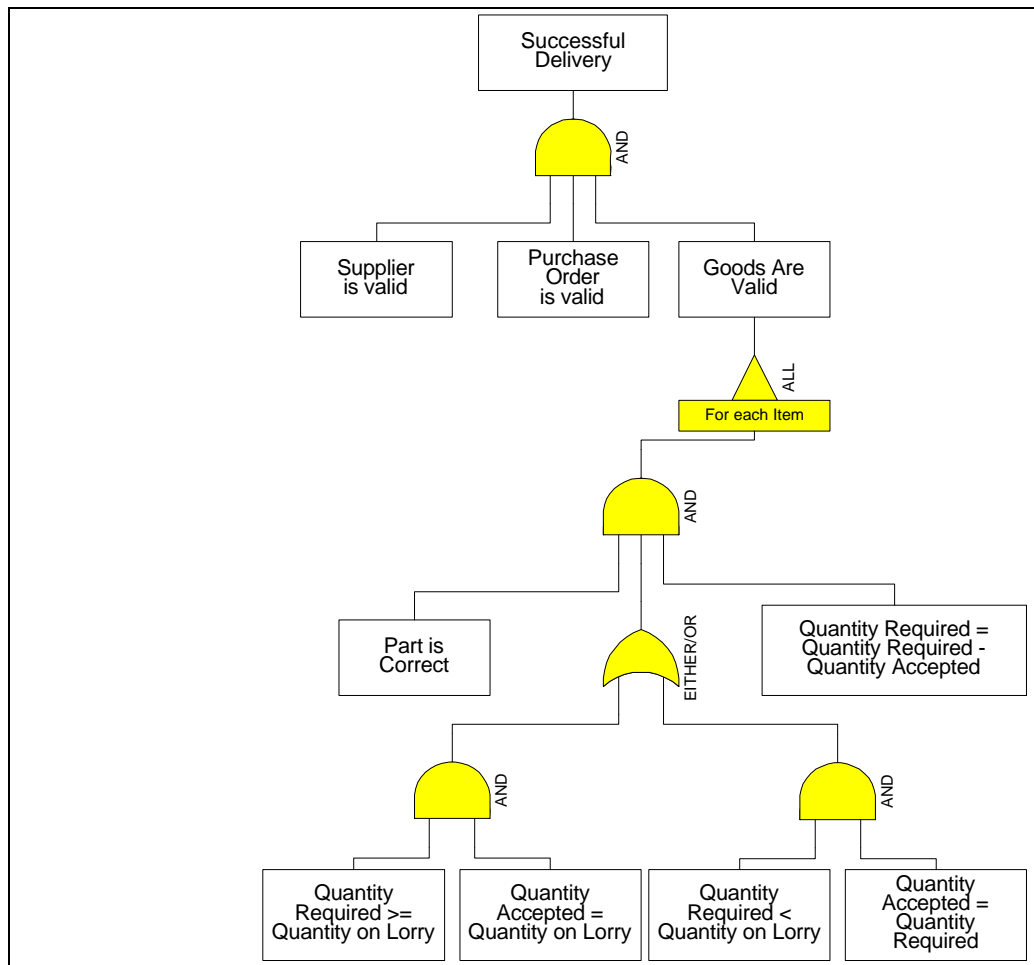 Successful
Delivery
AND
Supplier
is valid
Purchase
Order
is valid
Goods Are
Valid
ALL
For each Item
AND
Part is
Correct
EITHER/OR
Quantity Required =
Quantity Required -
Quantity Accepted
AND
AND
Quantity
Required >=
Quantity on Lorry
Quantity
Accepted =
Quantity on Lorry
Quantity
Required <
Quantity on Lorry
Quantity
Accepted =
Quantity
Required